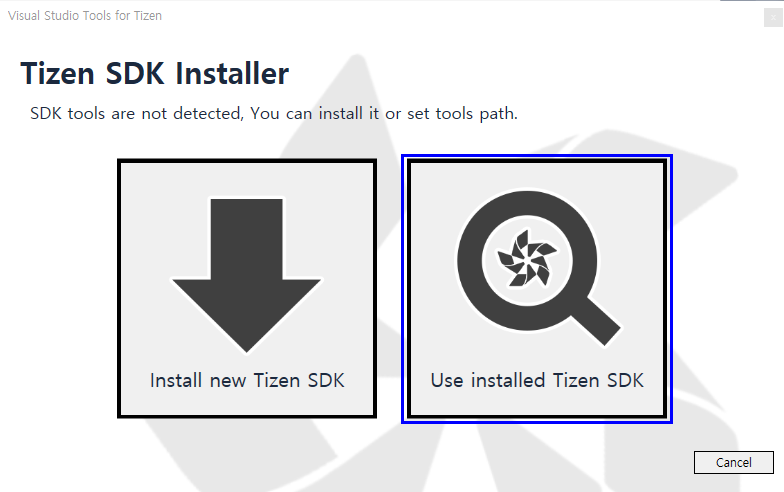 Visual Studio Tools for Tizen
x
Tizen SDK Installer
SDK tools are not detected, You can install it or set tools path.
Install new Tizen SDK
Use installed Tizen SDK
Cancel